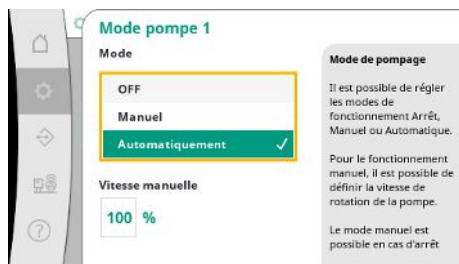 Mode pompe 1
Mode
OFF
Manuel
Automatiquement
Vitesse manuelle
100 %
Mode de pompage
Il est possible de régler
les modes de
fonctionnement Arrêt,
Manuel ou Automatique.
Pour le fonctionnement
manuel, il est possible de
définir la vitesse de
rotation de la pompe.
Le mode manuel est
possible en cas d'arrêt